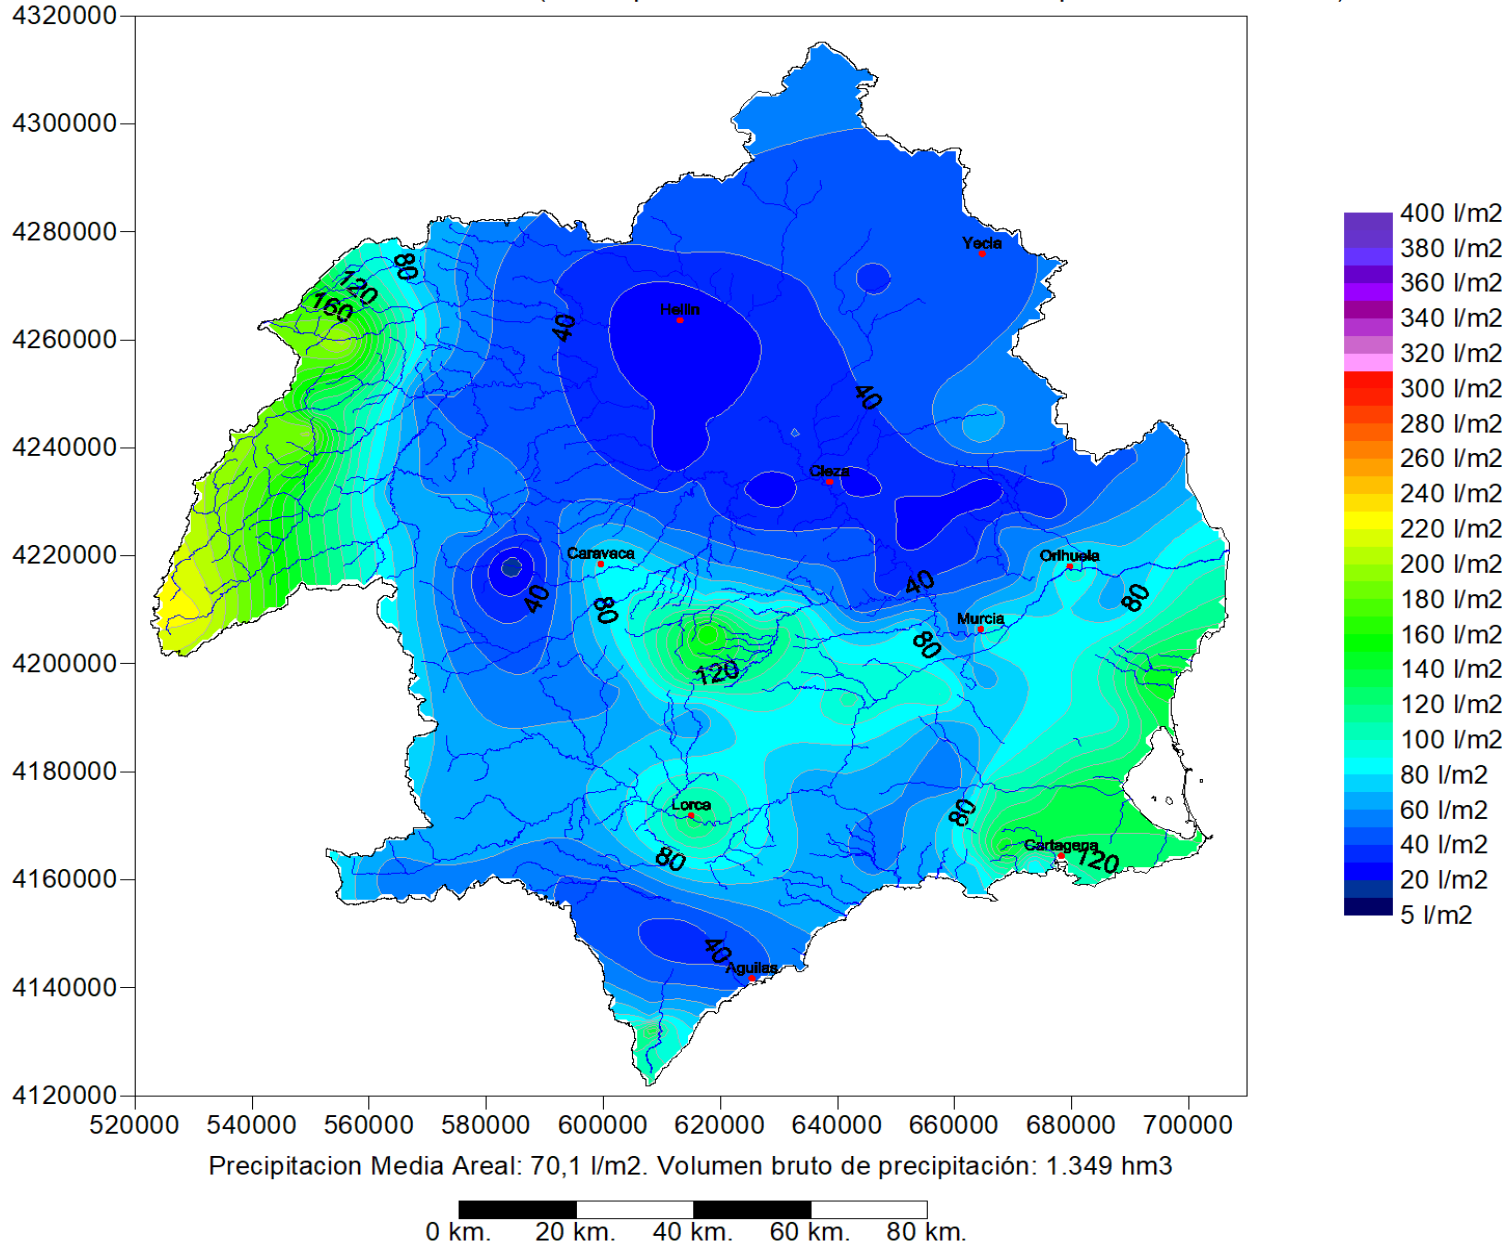 4320000
4300000
4280000
4260000
4240000
4220000
4200000
4180000
4160000
4140000
4120000
520000 540000 560000 580000 600000 620000 640000 660000 680000 700000
Yecla
80
120
160
Hellin
40
40
Cieza
Caravaca
Orihuela
40
40
80
80
Murcia
80
120
Lorca
80
80
Cartagena
120
40
Aguilas
400 l/m2
380 l/m2
360 l/m2
340 l/m2
320 l/m2
300 l/m2
280 l/m2
260 l/m2
240 l/m2
220 l/m2
200 l/m2
180 l/m2
160 l/m2
140 l/m2
120 l/m2
100 l/m2
80 l/m2
60 l/m2
40 l/m2
20 l/m2
5 l/m2
Precipitacion Media Areal: 70,1 l/m2. Volumen bruto de precipitación: 1.349 hm3
0 km. 20 km. 40 km. 60 km. 80 km.